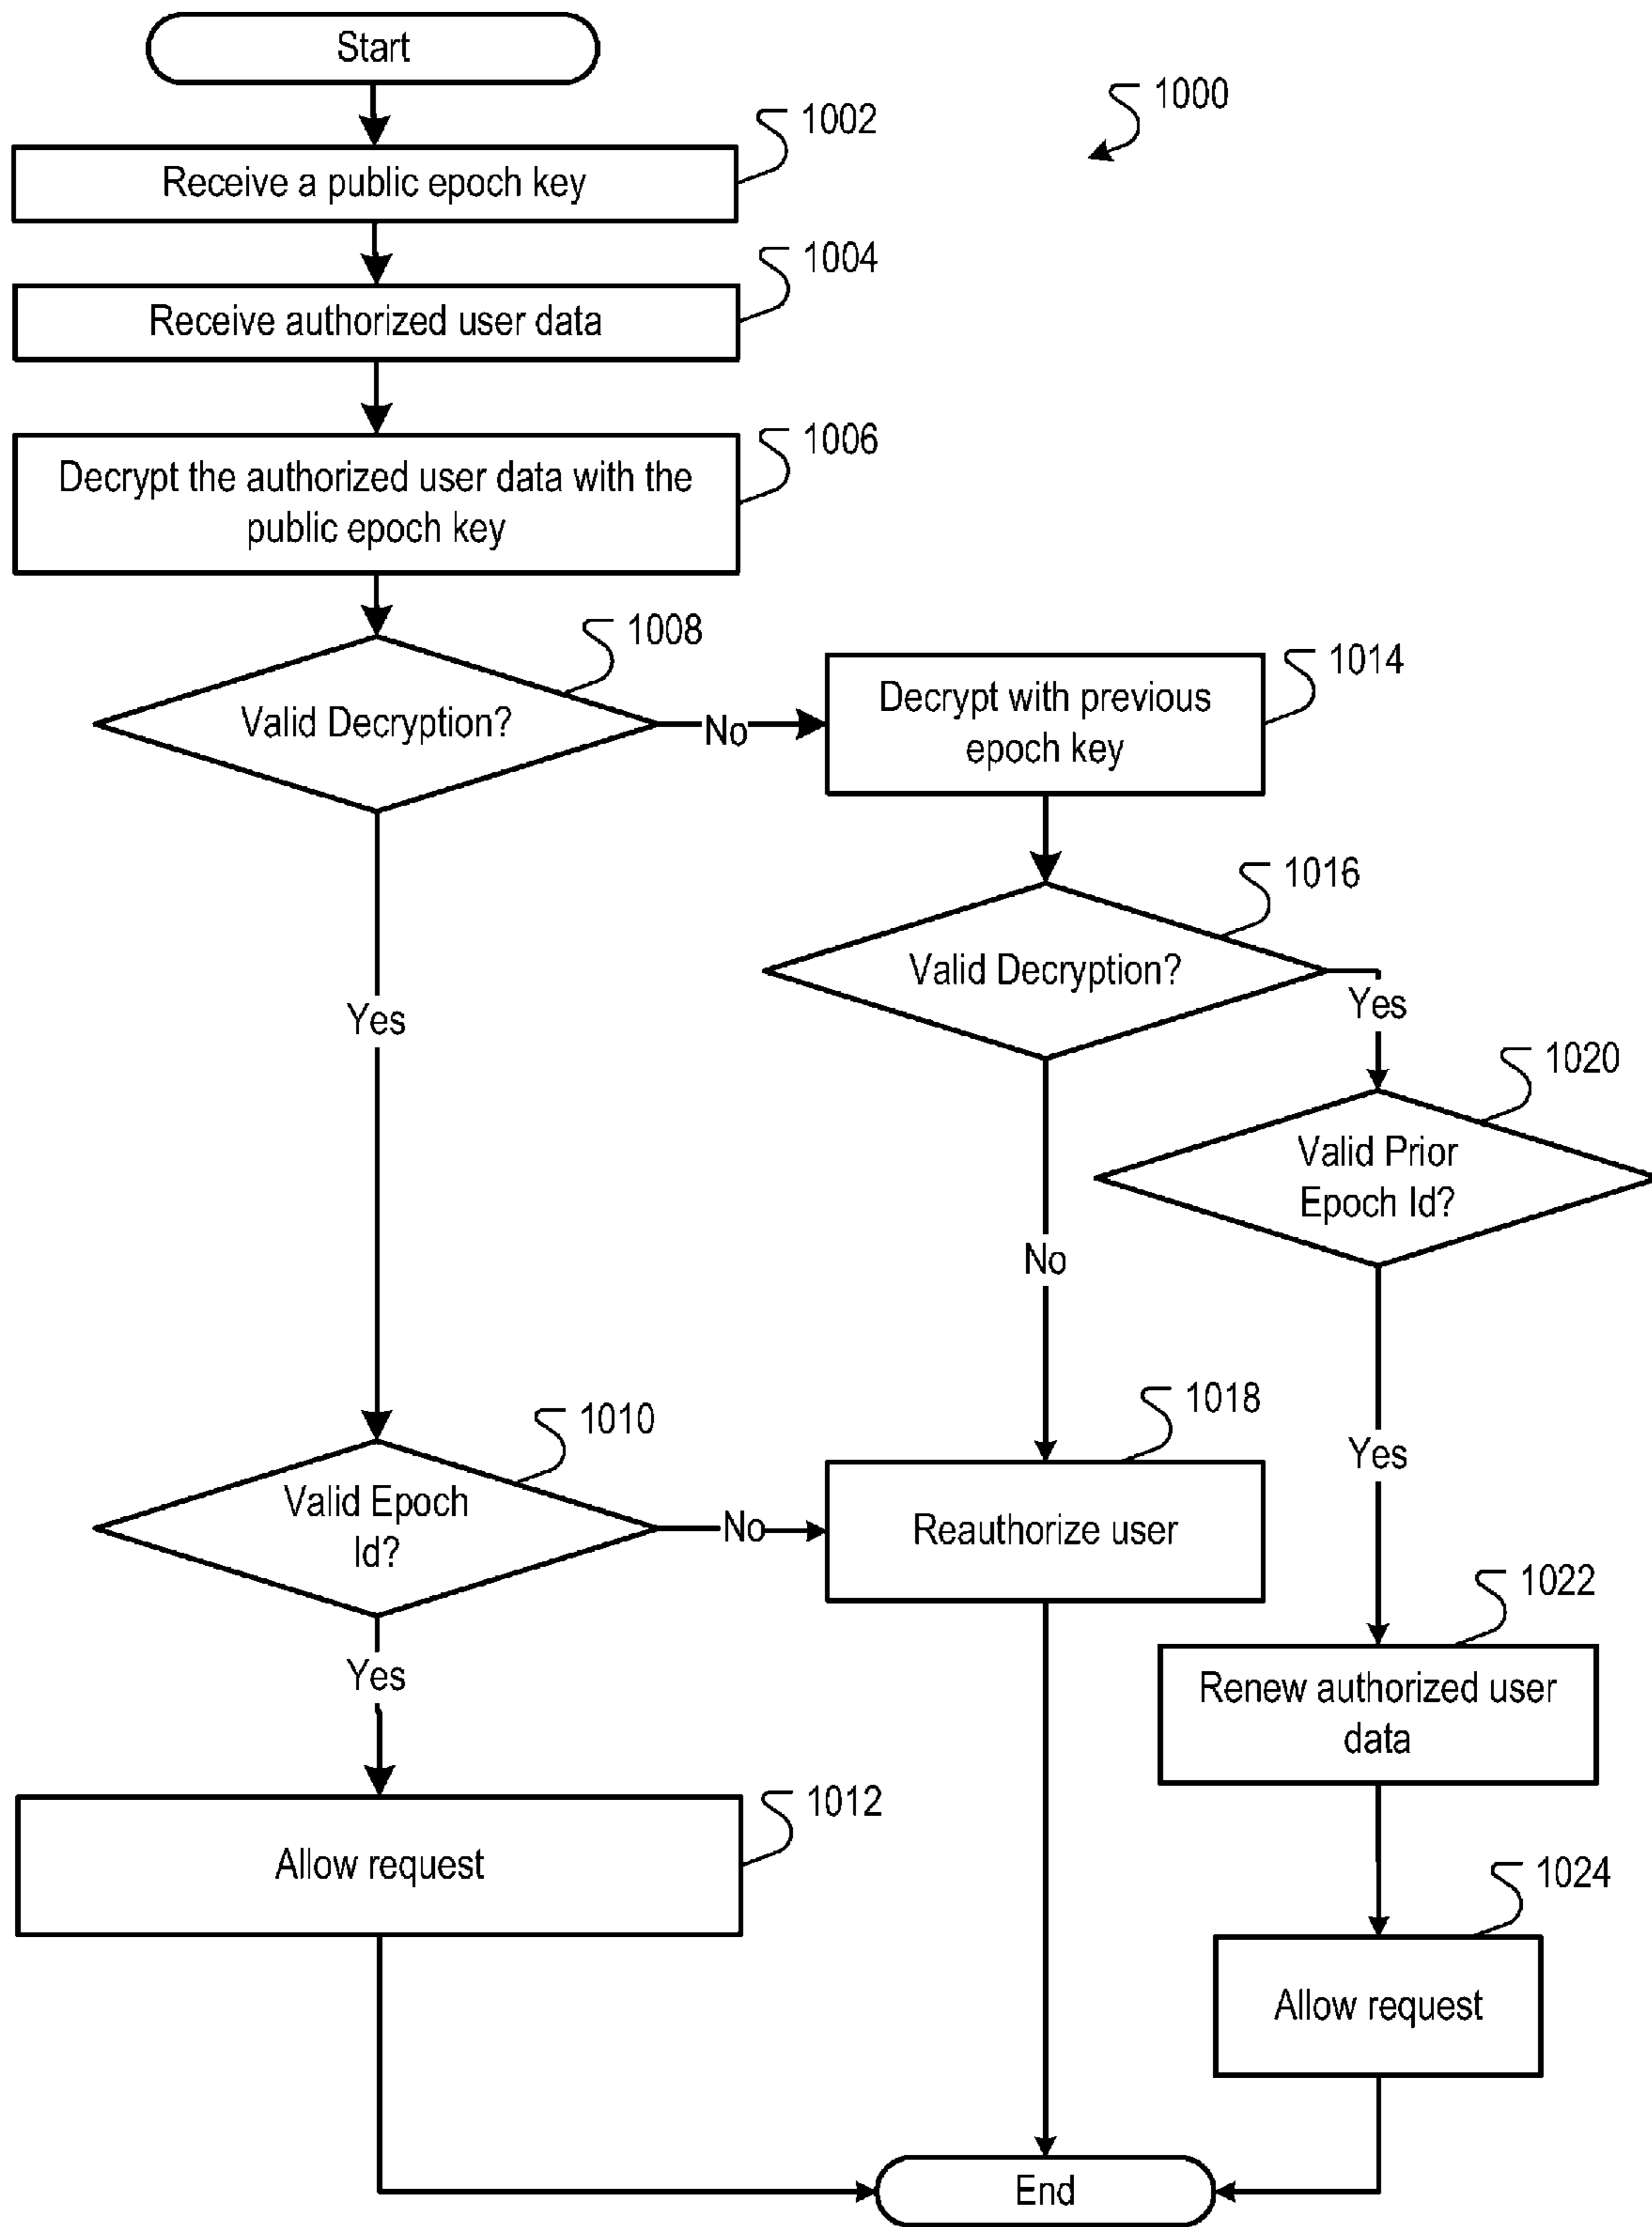 Start
1000
1002
Receive a public epoch key
1004
Receive authorized user data
1006
Decrypt the authorized user data with the
public epoch key
1008
Valid Decryption?
No
1014
Decrypt with previous
epoch key
1016
Valid Decryption?
Yes
Yes
1020
Valid Prior
Epoch Id?
No
Yes
1010
Valid Epoch
Id?
No
1018
Reauthorize user
Yes
1022
Renew authorized user
data
1012
Allow request
1024
Allow request
End